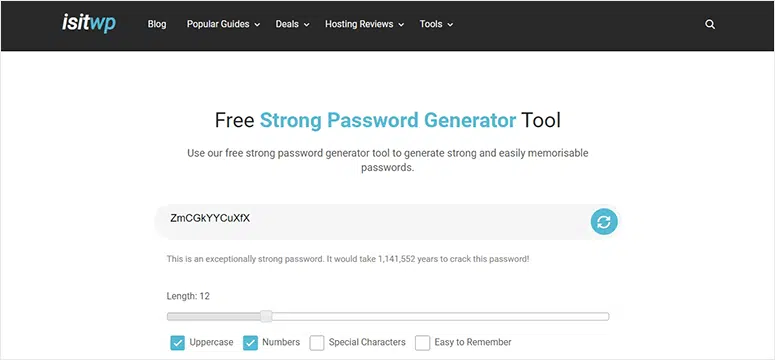 isitwp Blog Popular Guides Deals Hosting Reviews Tools
Free Strong Password Generator Tool
Use our free strong password generator tool to generate strong and easily memorisable
passwords.
ZmCGkYYCuXfX
This is an exceptionally strong password. It would take 1,141,552 years to crack this password!
Length: 12
Uppercase Numbers Special Characters Easy to Remember